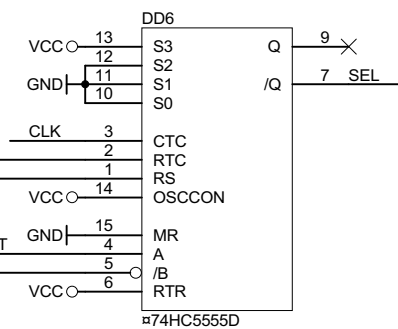 DD6
VCC 13 S3 Q 9
12 S2
GND 11 S1 /Q 7 SEL
10 S0
CLK 3 CTC
2 RTC
1 RS
VCC 14 OSCCON
GND 15 MR
T 4 A
5 /B
VCC 6 RTR
¤74HC5555D